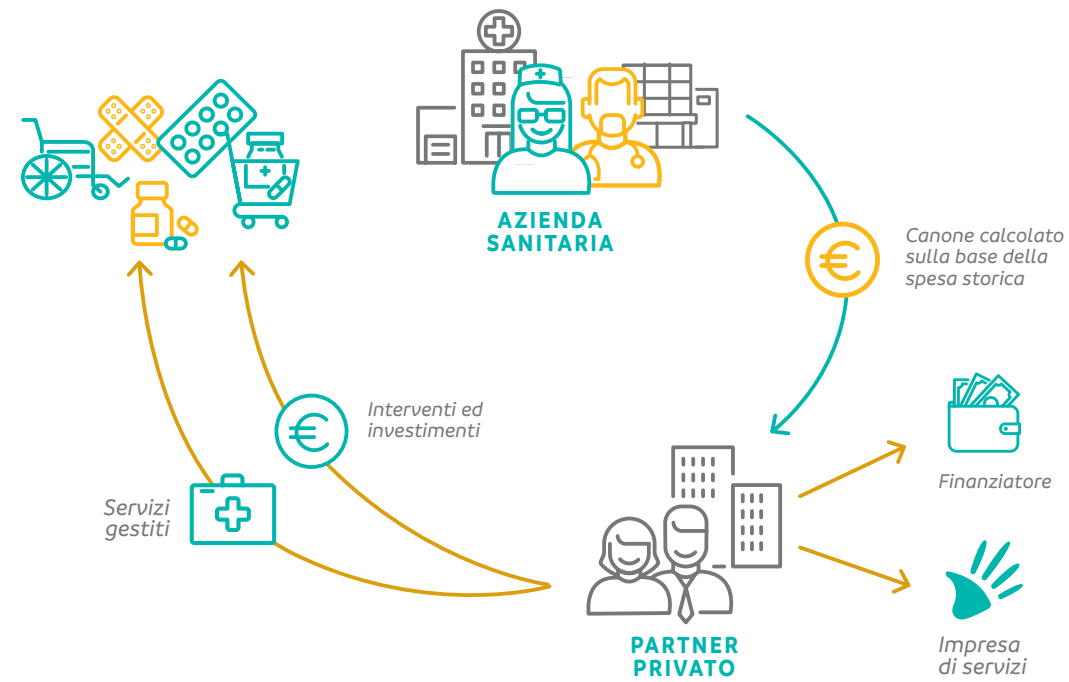 AZIENDA
SANITARIA
Canone calcolato
sulla base della
spesa storica
Interventi ed
investimenti
Servizi
gestiti
Finanziatore
PARTNER
PRIVATO
Impresa
di servizi